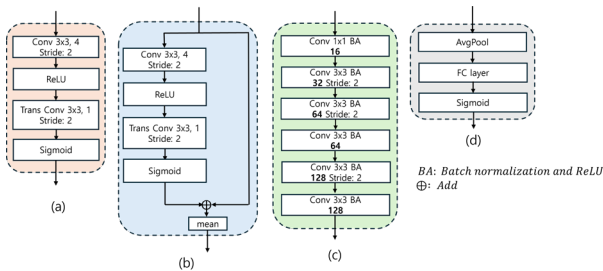 Conv 3x3, 4
Stride: 2
ReLU
Trans Conv 3x3, 1
Stride: 2
Sigmoid
(a)
Conv 3x3, 4
Stride: 2
ReLU
Trans Conv 3x3, 1
Stride: 2
Sigmoid
mean
(b)
Conv 1x1 BA
16
Conv 3x3 BA
32 Stride: 2
Conv 3x3 BA
64 Stride: 2
Conv 3x3 BA
64
Conv 3x3 BA
128 Stride: 2
Conv 3x3 BA
128
(c)
AvgPool
FC layer
Sigmoid
(d)
BA: Batch normalization and ReLU
⊕: Add